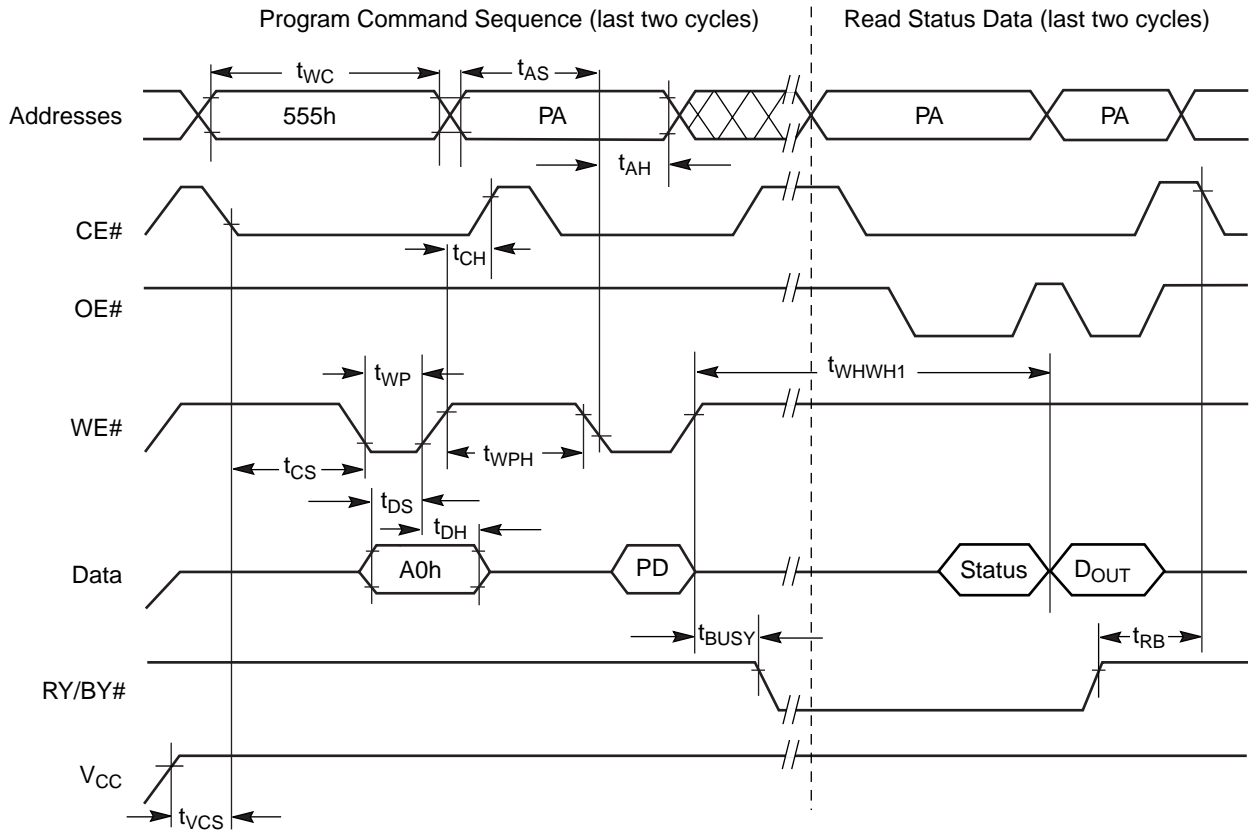 Program Command Sequence (last two cycles)
Read Status Data (last two cycles)
tWC
tAS
Addresses
555h
PA
PA
PA
tAH
CE#
tCH
OE#
tWP
tWHWH1
WE#
tCS
tWPH
tDS
tDH
Data
A0h
PD
Status
DOUT
tBUSY
tRB
RY/BY#
VCC
tVCS